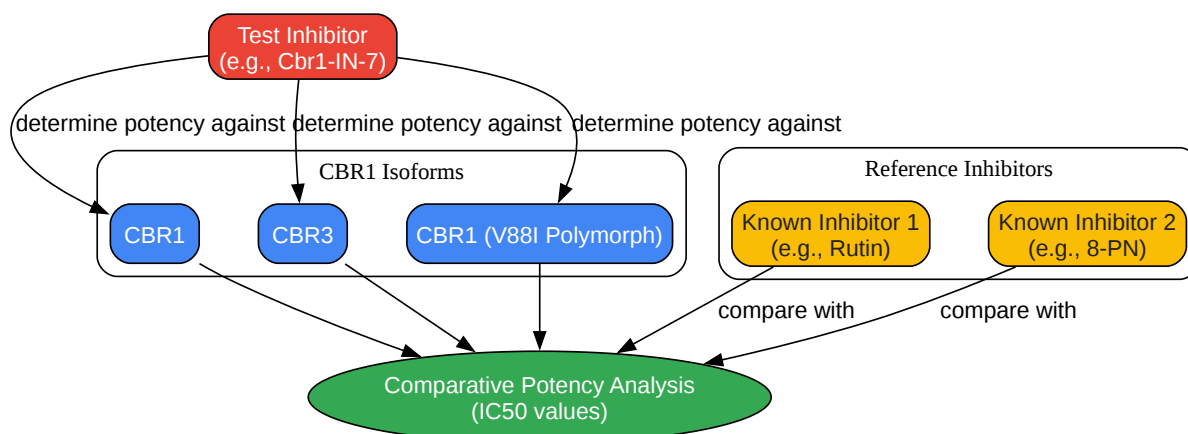 Test Inhibitor
(e.g., Cbr1-IN-7)
determine potency against
determine potency against
determine potency against
CBR1 Isoforms
Reference Inhibitors
CBR1
CBR3
CBR1 (V88I Polymorph)
Known Inhibitor 1
(e.g., Rutin)
Known Inhibitor 2
(e.g., 8-PN)
compare with
compare with
Comparative Potency Analysis
(IC50 values)